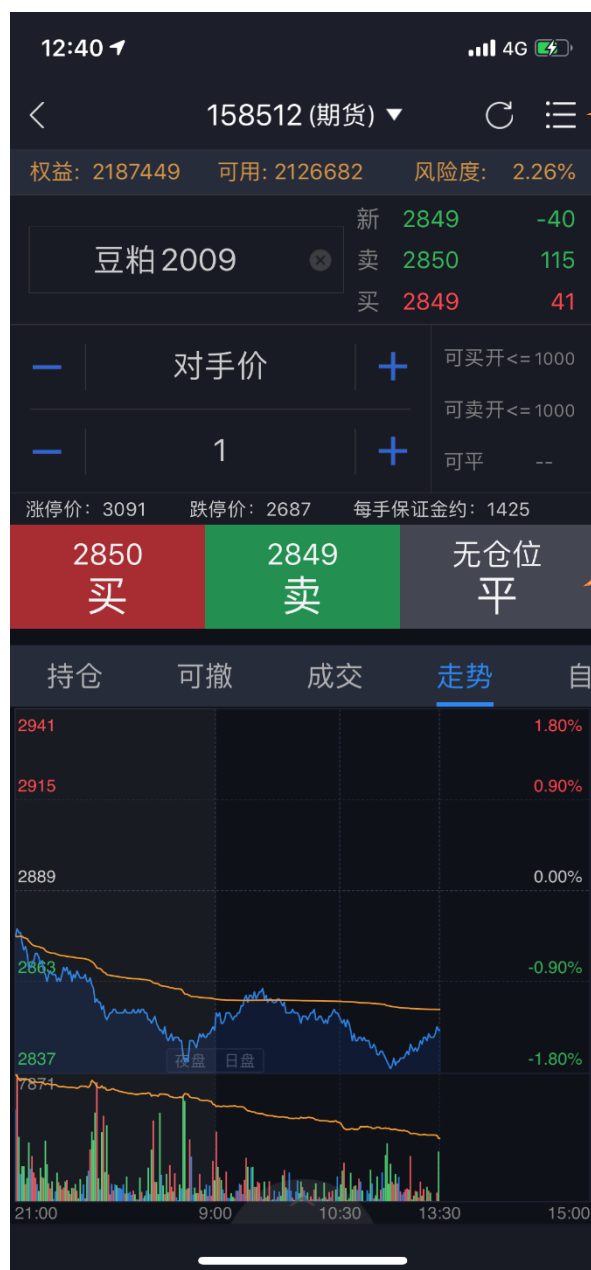 12:40 4G
158512 (期货) ▼
权益: 2187449 可用: 2126682 风险度: 2.26%
豆粕2009
新 2849 -40
卖 2850 115
买 2849 41
— 对手价 +
可买开<=1000
可卖开<=1000
— 1 +
可平 --
涨停价: 3091 跌停价: 2687 每手保证金约: 1425
2850 2849 无仓位
买 卖 平
持仓 可撤 成交 走势 自
2941 1.80%
2915 0.90%
2889 0.00%
2863 -0.90%
2837 夜盘 日盘 -1.80%
7871
21:00 9:00 10:30 13:30 15:00